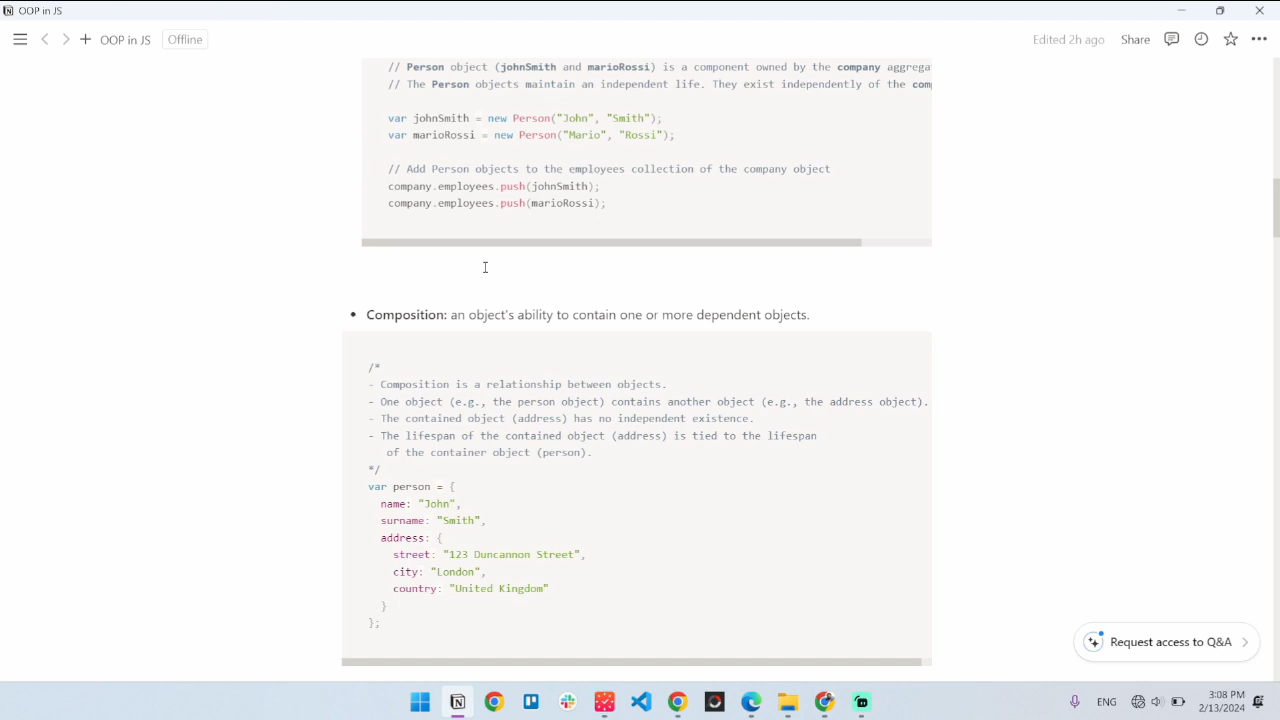 OOP in JS
OOP in JS
Offline
Edited 2h ago
Share
// Person object (johnSmith and marioRossi) is a component owned by the company aggrega
// The Person objects maintain an independent life. They exist independently of the com
var johnSmith = new Person("John", "Smith");
var marioRossi = new Person("Mario", "Rossi");
// Add Person objects to the employees collection of the company object
company.employees.push(johnSmith);
company.employees.push(marioRossi);
• Composition: an object's ability to contain one or more dependent objects.
/*
- Composition is a relationship between objects.
- One object (e.g., the person object) contains another object (e.g., the address object).
- The contained object (address) has no independent existence.
- The lifespan of the contained object (address) is tied to the lifespan
of the container object (person).
*/
var person = {
name: "John",
surname: "Smith",
address: {
street: "123 Duncannon Street",
city: "London",
country: "United Kingdom"
}
};
Request access to Q&A
ENG
3:08 PM
2/13/2024